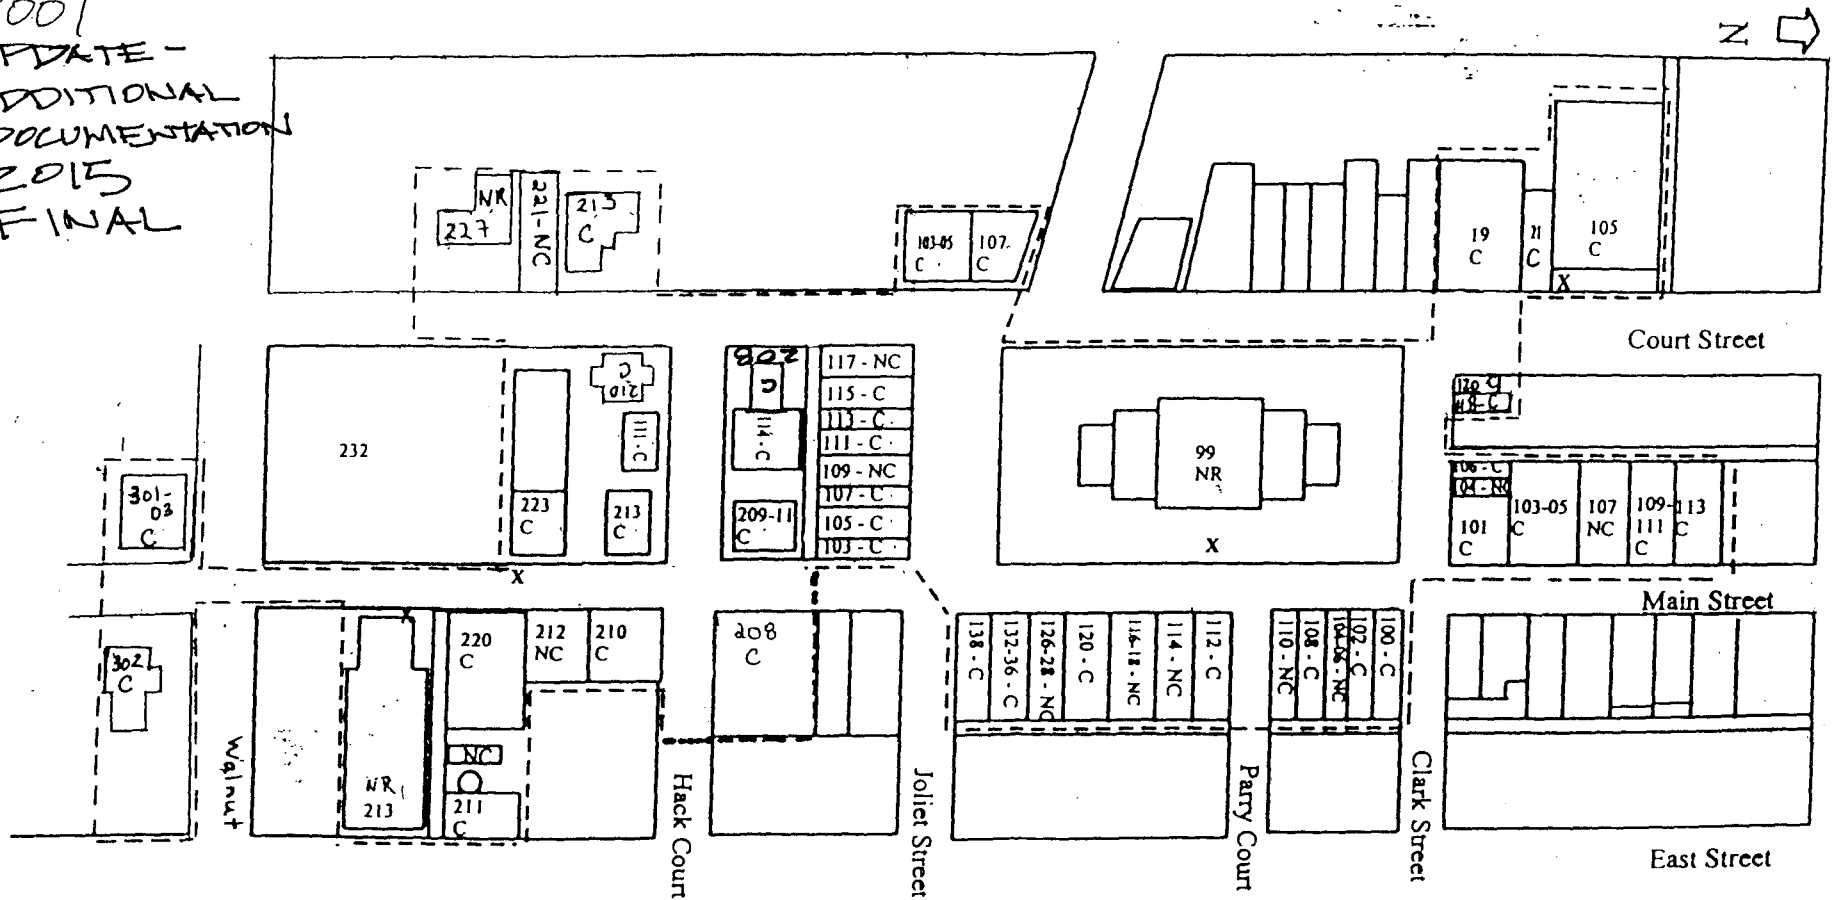 001
PDATE -
DDITIONAL
DOCUMENTATION
2015
FINAL
N
NR
227
221-NC
213
C
103-05
C
107
C
19
C
21
C
105
C
X
Court Street
232
223
C
C
210
111-C
213
C
208
C
114-C
209-11
C
117 - NC
115 - C
113 - C
111 - C
109 - NC
107 - C
105 - C
103 - C
99
NR
X
120 C
118-C
106 - C
104 - NC
101
C
103-05
C
107
NC
109-
111
C
113
C
301-
03
C
X
Main Street
302
C
Walnut
X
NR
213
220
C
212
NC
210
C
NC
211
C
208
C
Hack Court
Joliet Street
138 - C
132-36 - C
126-28 - NC
120 - C
116-18 - NC
114 - NC
112 - C
Parry Court
110 - NC
108 - C
104-06 - NC
102 - C
100 - C
Clark Street
East Street